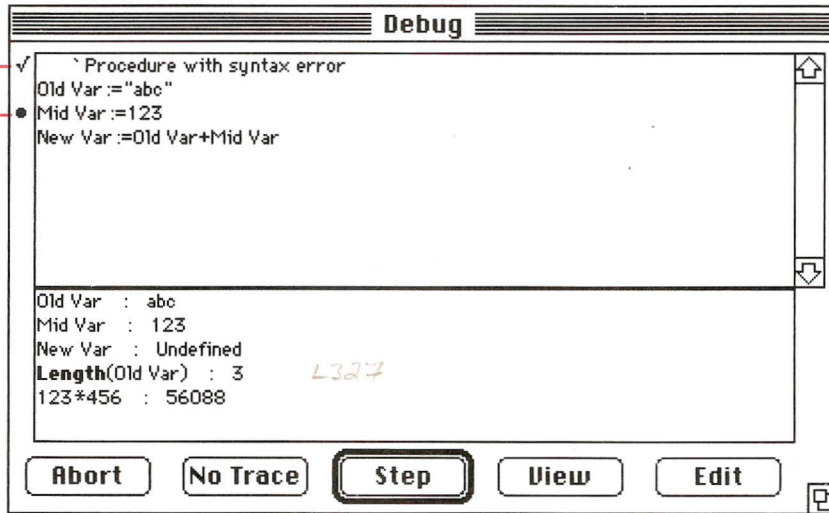 Debug
√ ` Procedure with syntax error
Old Var :="abc"
• Mid Var :=123
New Var :=Old Var+Mid Var
Old Var : abc
Mid Var : 123
New Var : Undefined
Length(Old Var) : 3 L327
123*456 : 56088
Abort No Trace Step View Edit